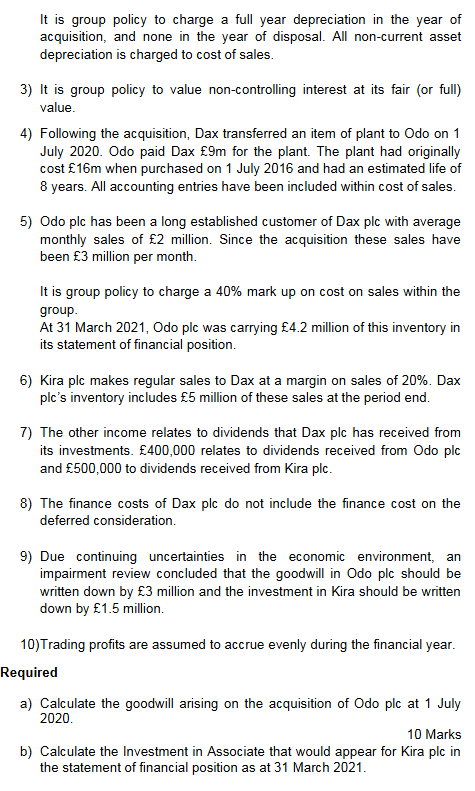 It is group policy to charge a full year depreciation in the year of
acquisition, and none in the year of disposal. All non-current asset
depreciation is charged to cost of sales.
3) It is group policy to value non-controlling interest at its fair (or full)
value.
4) Following the acquisition, Dax transferred an item of plant to Odo on 1
July 2020. Odo paid Dax £9m for the plant. The plant had originally
cost £16m when purchased on 1 July 2016 and had an estimated life of
8 years. All accounting entries have been included within cost of sales.
5) Odo plc has been a long established customer of Dax plc with average
monthly sales of £2 million. Since the acquisition these sales have
been £3 million per month.
It is group policy to charge a 40% mark up on cost on sales within the
group.
At 31 March 2021, Odo plc was carrying £4.2 million of this inventory in
its statement of financial position.
6) Kira plc makes regular sales to Dax at a margin on sales of 20%. Dax
plc's inventory includes £5 million of these sales at the period end.
7) The other income relates to dividends that Dax plc has received from
its investments. £400,000 relates to dividends received from Odo plc
and £500,000 to dividends received from Kira plc.
8) The finance costs of Dax plc do not include the finance cost on the
deferred consideration.
9) Due continuing uncertainties in the economic environment, an
impairment review concluded that the goodwill in Odo plc should be
written down by £3 million and the investment in Kira should be written
down by £1.5 million.
10)Trading profits are assumed to accrue evenly during the financial year.
Required
a) Calculate the goodwill arising on the acquisition of Odo plc at 1 July
2020.
10 Marks
b) Calculate the Investment in Associate that would appear for Kira plc in
the statement of financial position as at 31 March 2021.